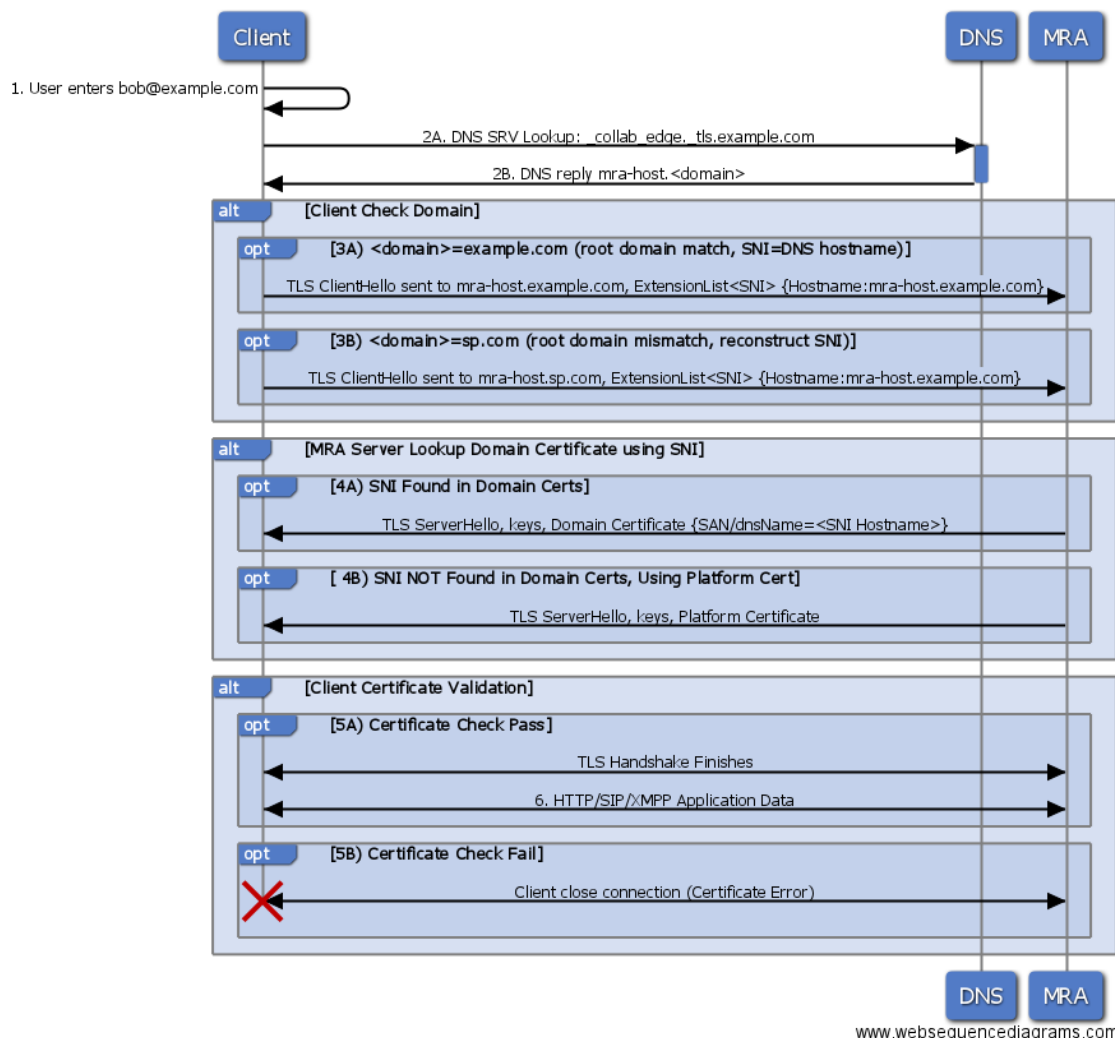 Client
DNS
MRA
1. User enters bob@example.com
2A. DNS SRV Lookup: _collab_edge._tls.example.com
2B. DNS reply mra-host.<domain>
alt [Client Check Domain]
opt [3A) <domain>=example.com (root domain match, SNI=DNS hostname)]
TLS ClientHello sent to mra-host.example.com, ExtensionList<SNI> {Hostname:mra-host.example.com}
opt [3B) <domain>=sp.com (root domain mismatch, reconstruct SNI)]
TLS ClientHello sent to mra-host.sp.com, ExtensionList<SNI> {Hostname:mra-host.example.com}
alt [MRA Server Lookup Domain Certificate using SNI]
opt [4A) SNI Found in Domain Certs]
TLS ServerHello, keys, Domain Certificate {SAN/dnsName=<SNI Hostname>}
opt [ 4B) SNI NOT Found in Domain Certs, Using Platform Cert]
TLS ServerHello, keys, Platform Certificate
alt [Client Certificate Validation]
opt [5A) Certificate Check Pass]
TLS Handshake Finishes
6. HTTP/SIP/XMPP Application Data
opt [5B) Certificate Check Fail]
Client close connection (Certificate Error)
DNS
MRA
www.websequencediagrams.com